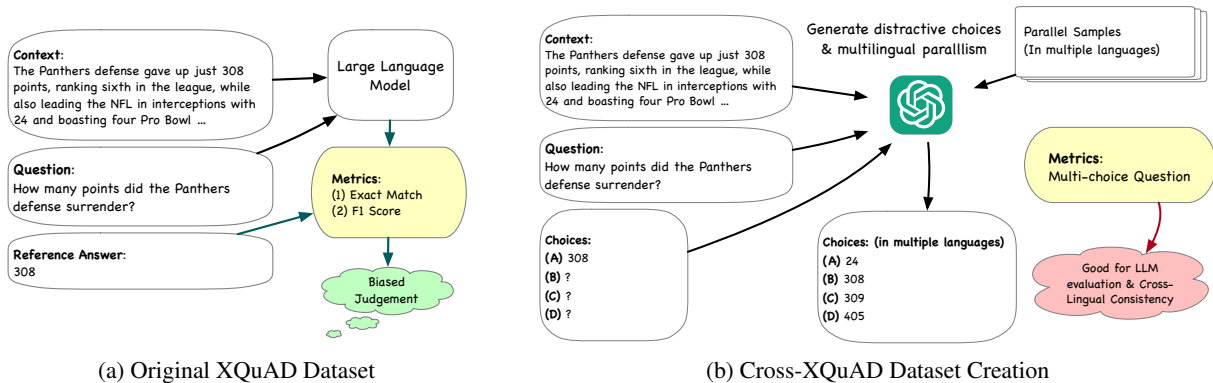 Context:
The Panthers defense gave up just 308
points, ranking sixth in the league, while
also leading the NFL in interceptions with
24 and boasting four Pro Bowl ...
Question:
How many points did the Panthers
defense surrender?
Reference Answer:
308
Large Language
Model
Metrics:
(1) Exact Match
(2) F1 Score
Biased
Judgement
(a) Original XQuAD Dataset
Context:
The Panthers defense gave up just 308
points, ranking sixth in the league, while
also leading the NFL in interceptions with
24 and boasting four Pro Bowl ...
Question:
How many points did the Panthers
defense surrender?
Choices:
(A) 308
(B) ?
(C) ?
(D) ?
Generate distractive choices
& multilingual paralllism
Parallel Samples
(In multiple languages)
Choices: (in multiple languages)
(A) 24
(B) 308
(C) 309
(D) 405
Metrics:
Multi-choice Question
Good for LLM
evaluation & Cross-
Lingual Consistency
(b) Cross-XQuAD Dataset Creation